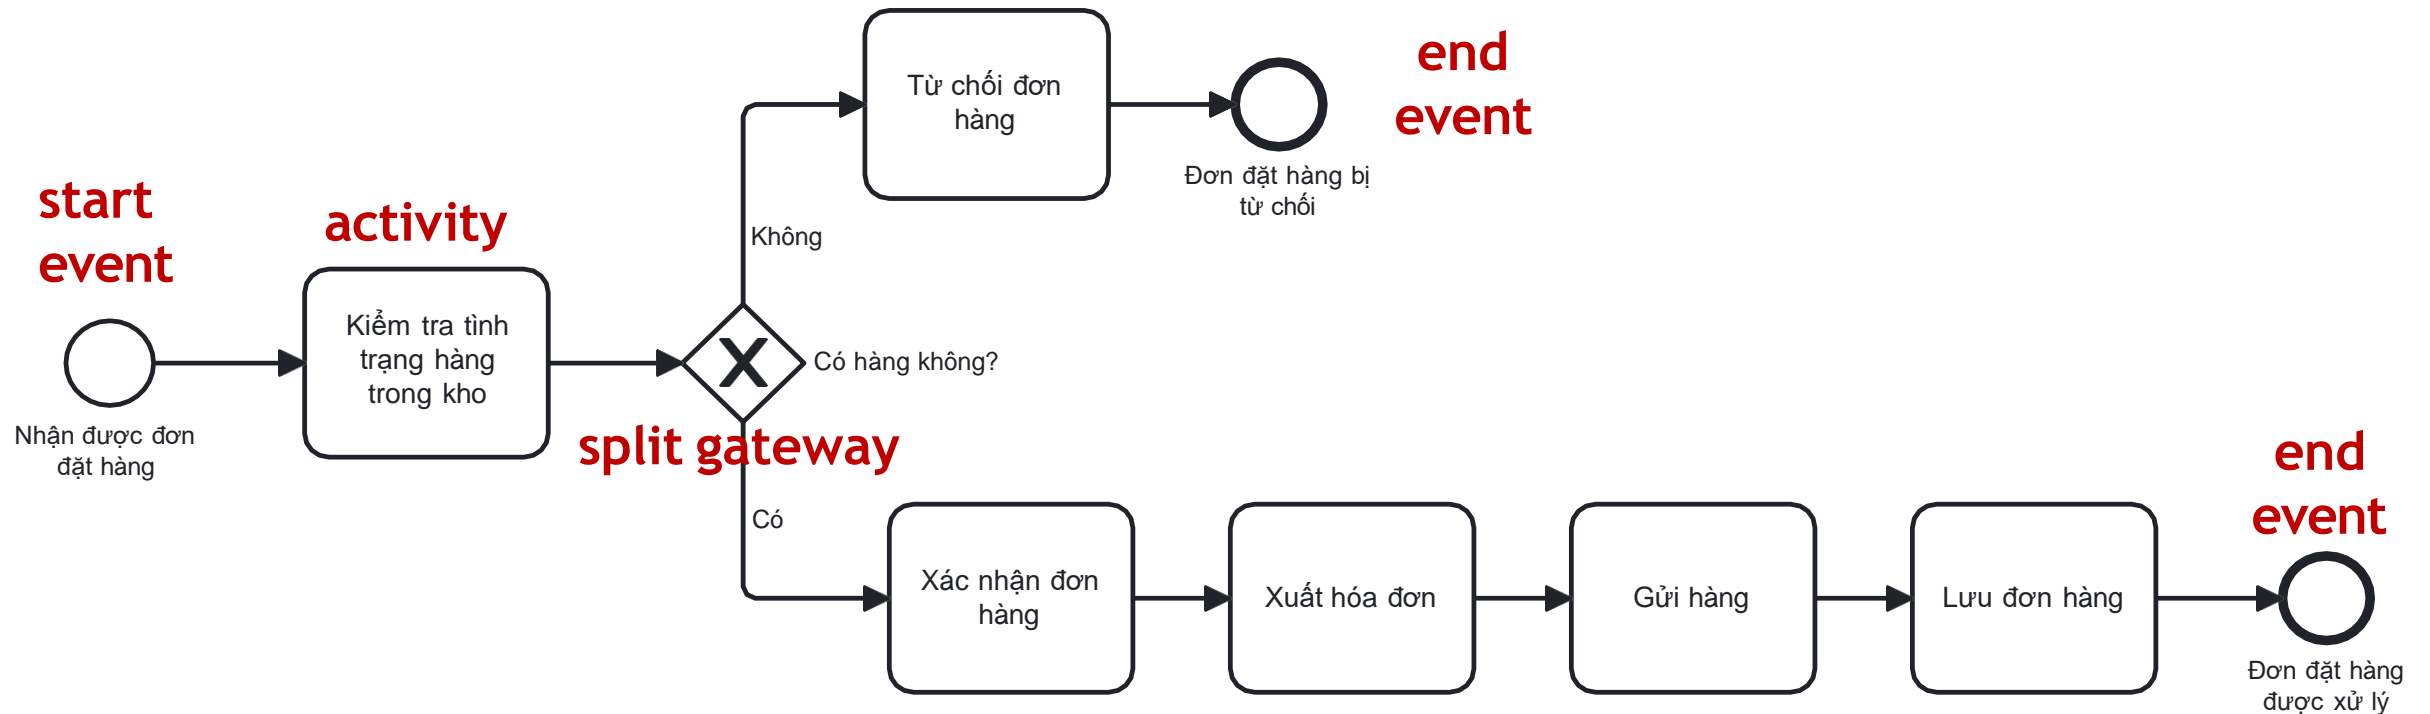 start
event
Nhận được đơn
đặt hàng
activity
Kiểm tra tình
trạng hàng
trong kho
split gateway
Có hàng không?
Không
Từ chối đơn
hàng
end
event
Đơn đặt hàng bị
từ chối
Có
Xác nhận đơn
hàng
Xuất hóa đơn
Gửi hàng
Lưu đơn hàng
end
event
Đơn đặt hàng
được xử lý